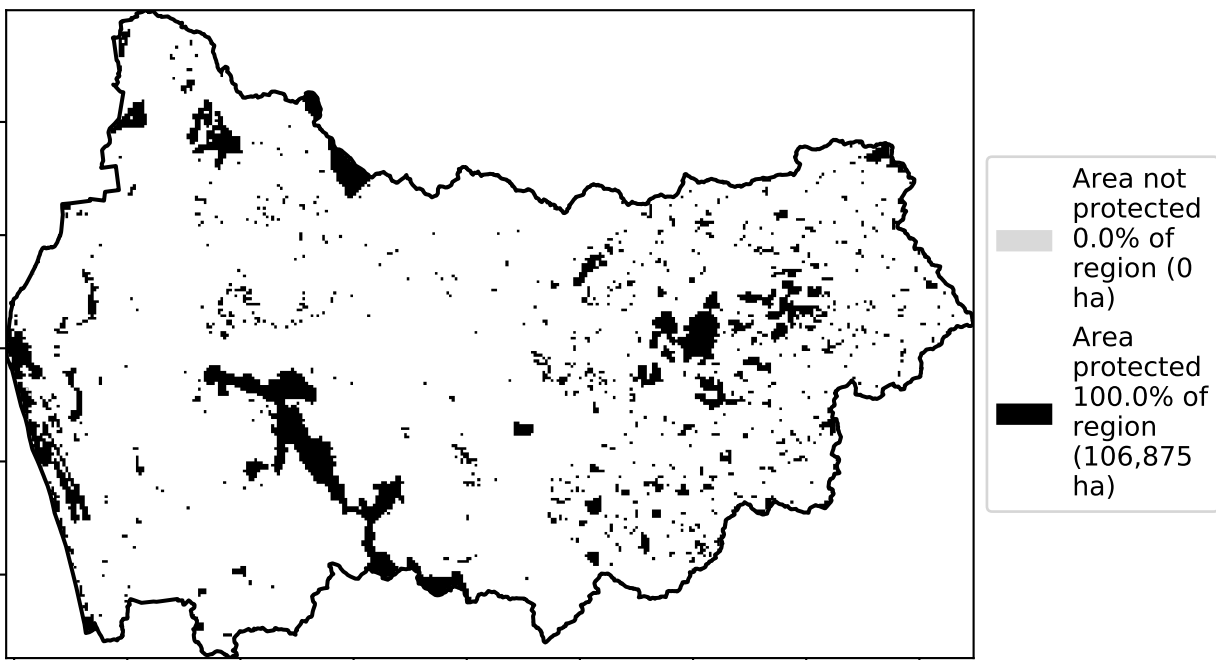 Area not
protected
0.0% of
region (0
ha)
Area
protected
100.0% of
region
(106,875
ha)